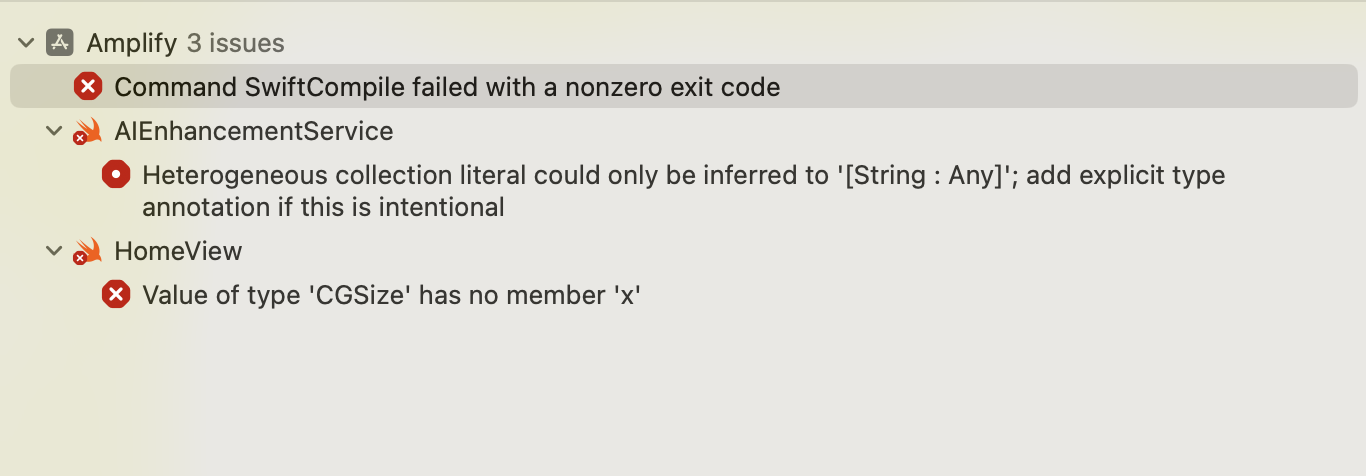 Amplify 3 issues
Command SwiftCompile failed with a nonzero exit code
AIEnhancementService
Heterogeneous collection literal could only be inferred to '[String : Any]'; add explicit type
annotation if this is intentional
HomeView
Value of type 'CGSize' has no member 'x'